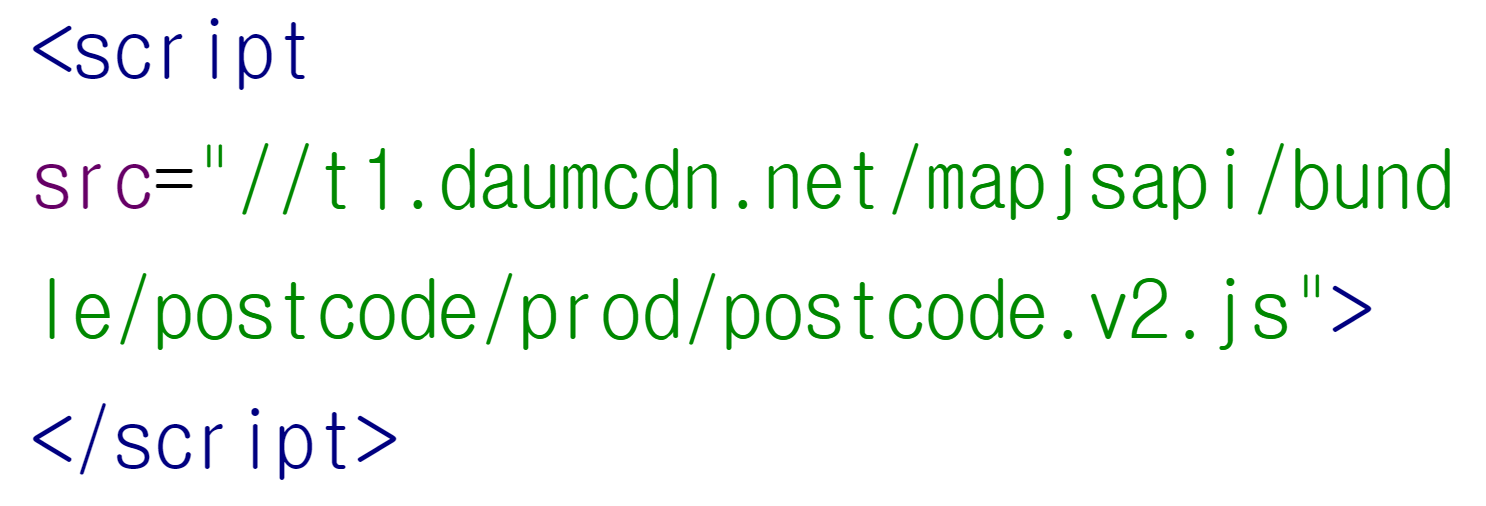 <script
src="//t1.daumcdn.net/mapjsapi/bund
le/postcode/prod/postcode.v2.js">
</script>